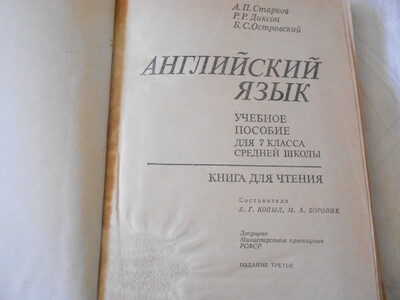 А.П.Старков
Р.Р.Диксон
Б.С.Островский
АНГЛИЙСКИЙ
ЯЗЫК
УЧЕБНОЕ
ПОСОБИЕ
ДЛЯ 7 КЛАССА
СРЕДНЕЙ ШКОЛЫ
КНИГА ДЛЯ ЧТЕНИЯ
Составители
Е. Г. КОПЫЛ, М. А. БОРОВИК
Допущено
Министерством просвещения
РСФСР
ИЗДАНИЕ ТРЕТЬЕ